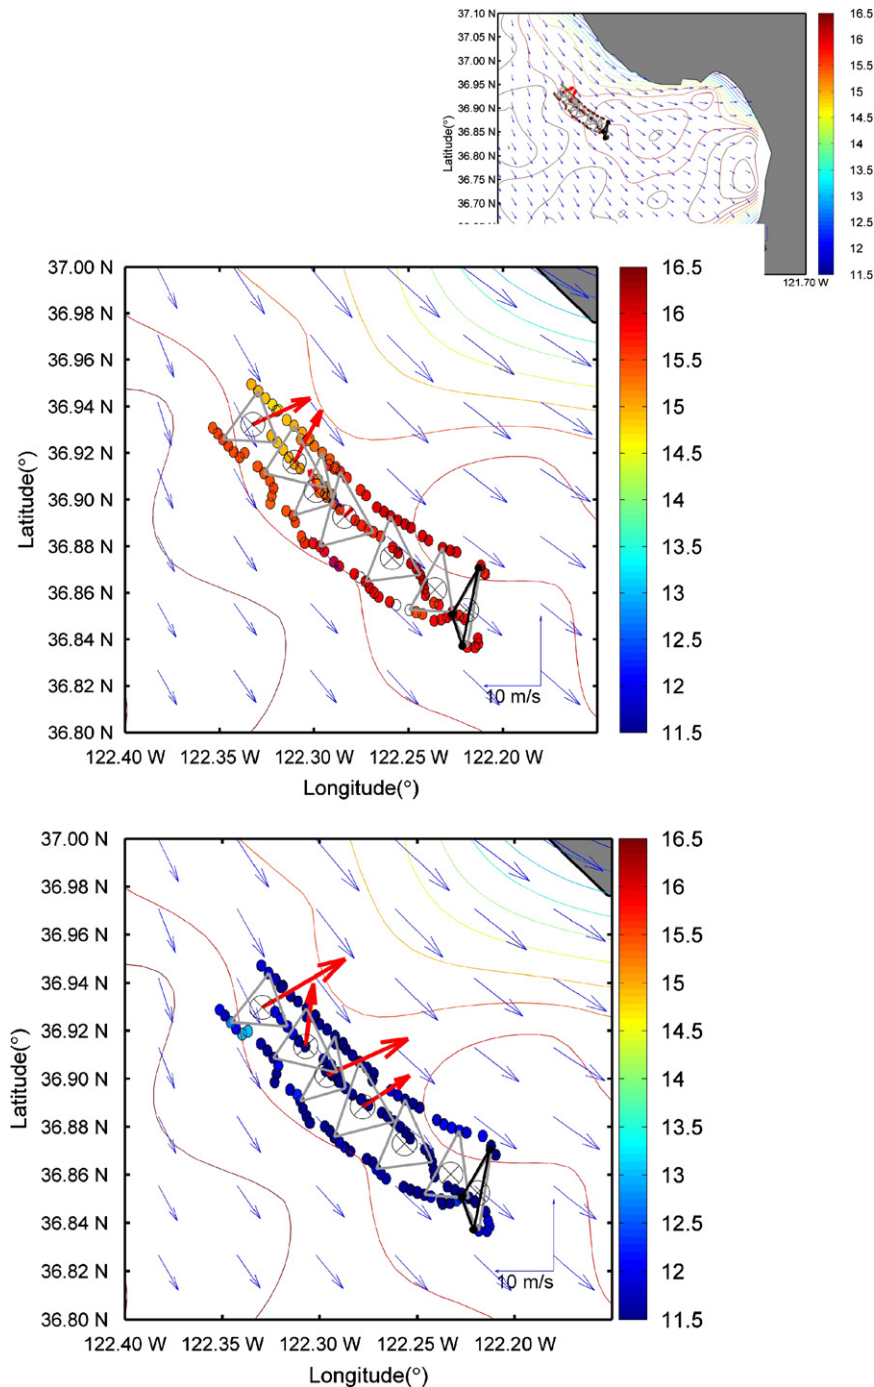 37.10 N
37.05 N
37.00 N
36.95 N
36.90 N
36.85 N
36.80 N
36.75 N
36.70 N
Latitude(°)
121.70 W
16.5
16
15.5
15
14.5
14
13.5
13
12.5
12
11.5
37.00 N
36.98 N
36.96 N
36.94 N
36.92 N
36.90 N
36.88 N
36.86 N
36.84 N
36.82 N
36.80 N
Latitude(°)
10 m/s
122.40 W 122.35 W 122.30 W 122.25 W 122.20 W
Longitude(°)
16.5
16
15.5
15
14.5
14
13.5
13
12.5
12
11.5
37.00 N
36.98 N
36.96 N
36.94 N
36.92 N
36.90 N
36.88 N
36.86 N
36.84 N
36.82 N
36.80 N
Latitude(°)
10 m/s
122.40 W 122.35 W 122.30 W 122.25 W 122.20 W
Longitude(°)
16.5
16
15.5
15
14.5
14
13.5
13
12.5
12
11.5